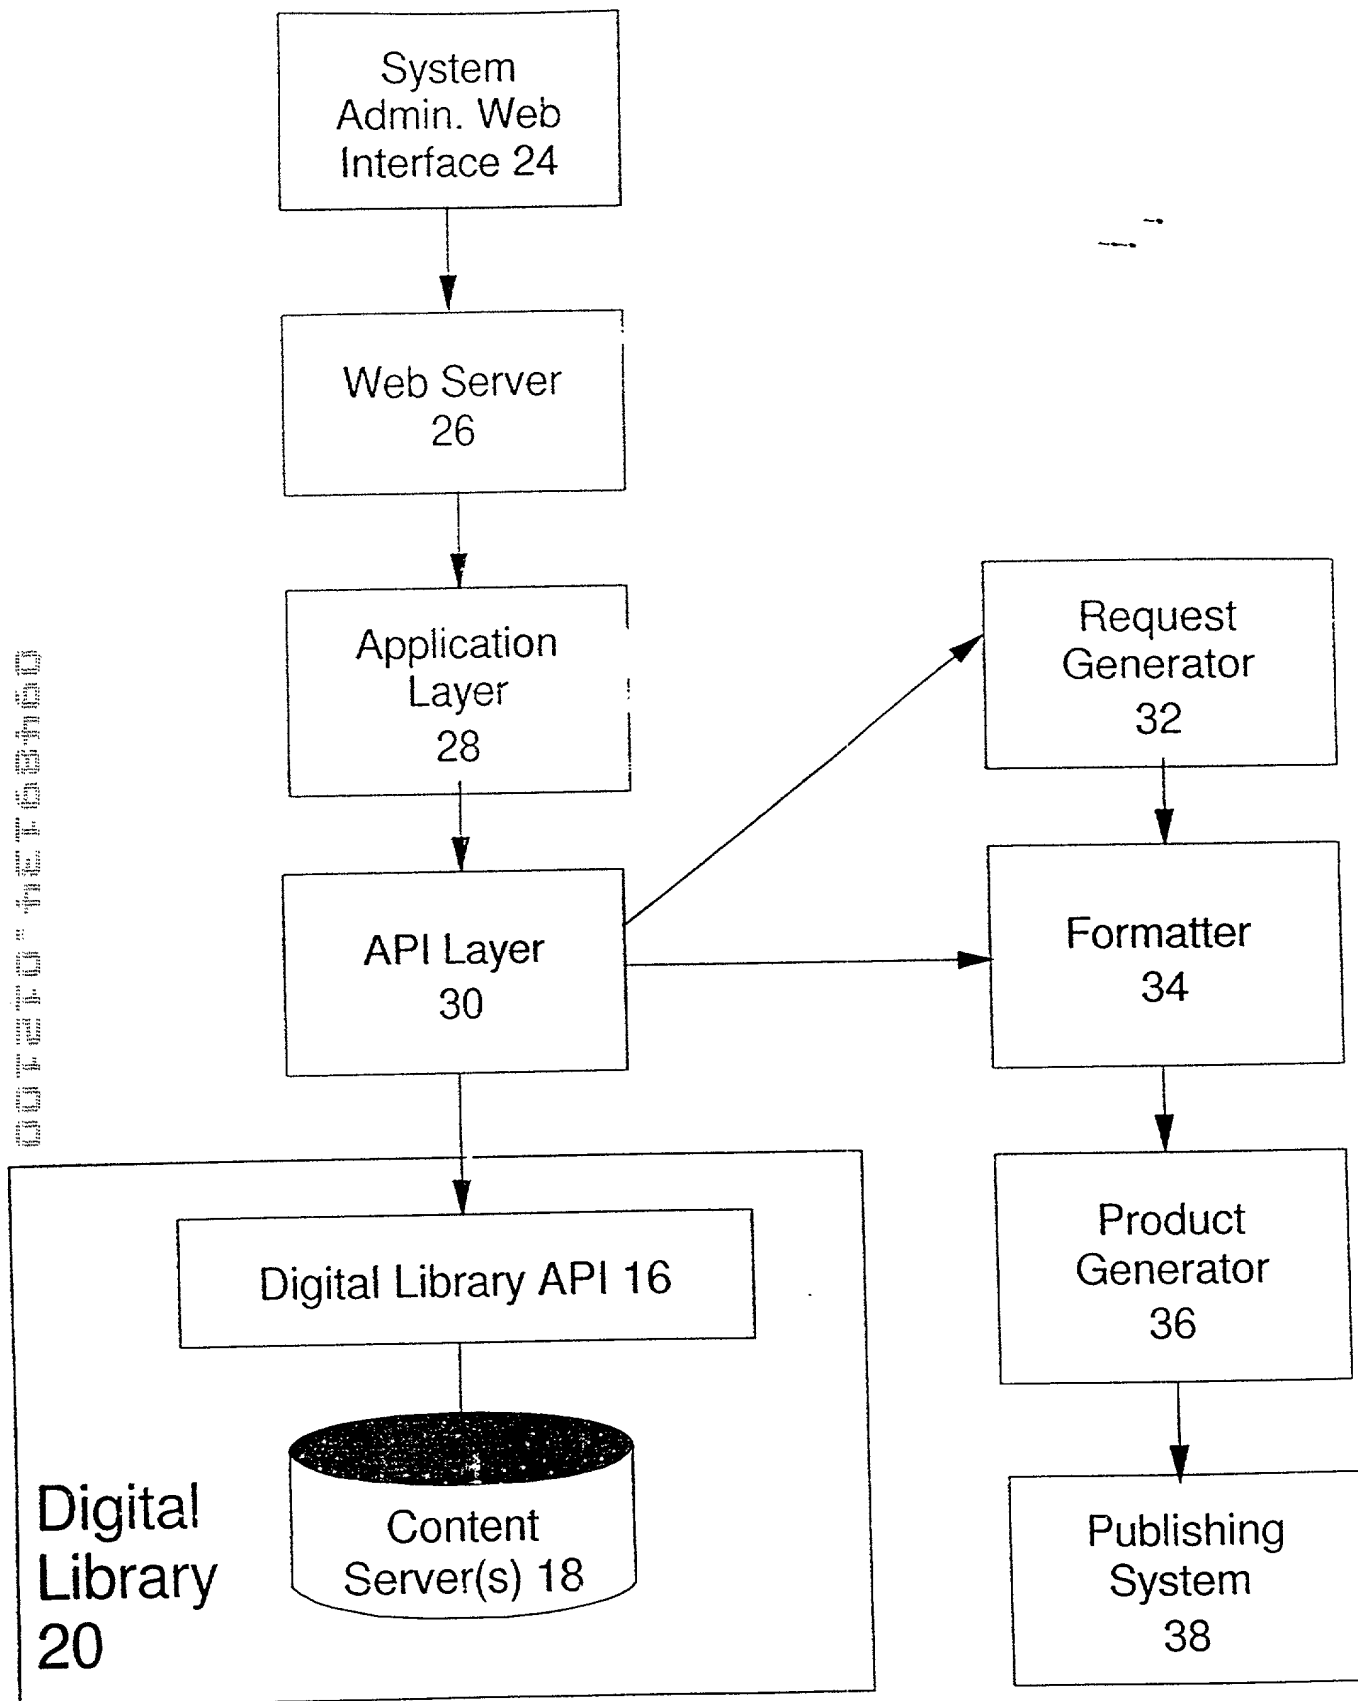 System
Admin. Web
Interface 24
Web Server
26
Application
Layer
28
API Layer
30
Request
Generator
32
Formatter
34
Product
Generator
36
Publishing
System
38
Digital Library API 16
Content
Server(s) 18
Digital
Library
20